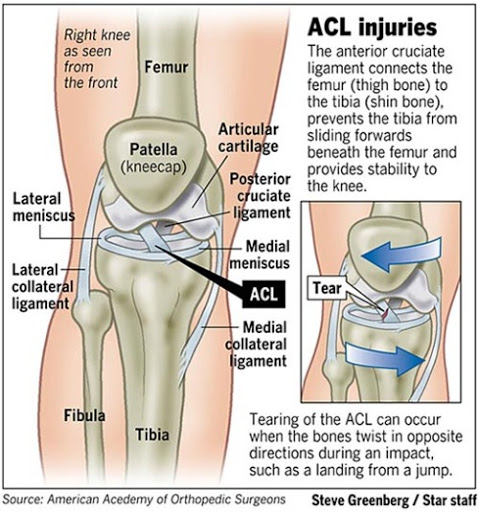 Right knee
as seen
from
the front
Femur
Patella
(kneecap)
Articular
cartilage
Posterior
cruciate
ligament
Lateral
meniscus
Medial
meniscus
Lateral
collateral
ligament
ACL
Medial
collateral
ligament
Fibula
Tibia
ACL injuries
The anterior cruciate
ligament connects the
femur (thigh bone) to
the tibia (shin bone),
prevents the tibia from
sliding forwards
beneath the femur and
provides stability to
the knee.
Tear
Tearing of the ACL can occur
when the bones twist in opposite
directions during an impact,
such as a landing from a jump.
Source: American Acedemy of Orthopedic Surgeons
Steve Greenberg / Star staff